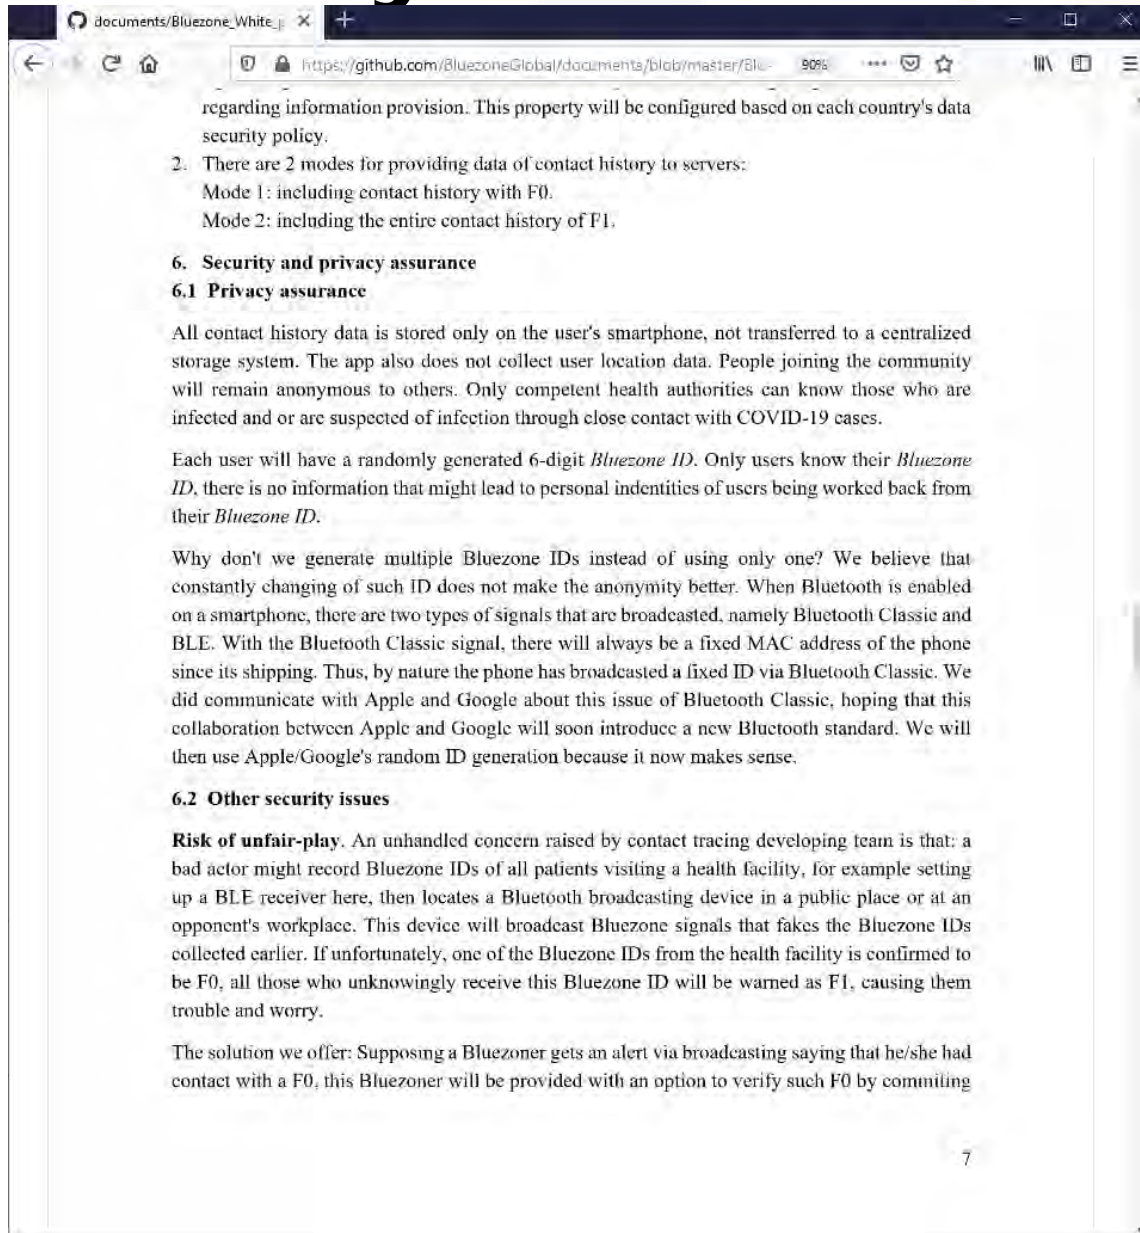 documents/Bluezone_White_p
https://github.com/BluezoneGlobal/documents/blob/master/Blu-
90%
regarding information provision. This property will be configured based on each country's data
security policy.
2. There are 2 modes for providing data of contact history to servers:
Mode 1: including contact history with F0.
Mode 2: including the entire contact history of F1.
6. Security and privacy assurance
6.1 Privacy assurance
All contact history data is stored only on the user's smartphone, not transferred to a centralized
storage system. The app also does not collect user location data. People joining the community
will remain anonymous to others. Only competent health authorities can know those who are
infected and or are suspected of infection through close contact with COVID-19 cases.
Each user will have a randomly generated 6-digit Bluezone ID. Only users know their Bluezone
ID, there is no information that might lead to personal indentities of users being worked back from
their Bluezone ID.
Why don't we generate multiple Bluezone IDs instead of using only one? We believe that
constantly changing of such ID does not make the anonymity better. When Bluetooth is enabled
on a smartphone, there are two types of signals that are broadcasted, namely Bluetooth Classic and
BLE. With the Bluetooth Classic signal, there will always be a fixed MAC address of the phone
since its shipping. Thus, by nature the phone has broadcasted a fixed ID via Bluetooth Classic. We
did communicate with Apple and Google about this issue of Bluetooth Classic, hoping that this
collaboration between Apple and Google will soon introduce a new Bluetooth standard. We will
then use Apple/Google's random ID generation because it now makes sense.
6.2 Other security issues
Risk of unfair-play. An unhandled concern raised by contact tracing developing team is that: a
bad actor might record Bluezone IDs of all patients visiting a health facility, for example setting
up a BLE receiver here, then locates a Bluetooth broadcasting device in a public place or at an
opponent's workplace. This device will broadcast Bluezone signals that fakes the Bluezone IDs
collected earlier. If unfortunately, one of the Bluezone IDs from the health facility is confirmed to
be F0, all those who unknowingly receive this Bluezone ID will be warned as F1, causing them
trouble and worry.
The solution we offer: Supposing a Bluezoner gets an alert via broadcasting saying that he/she had
contact with a F0, this Bluezoner will be provided with an option to verify such F0 by commiting
7